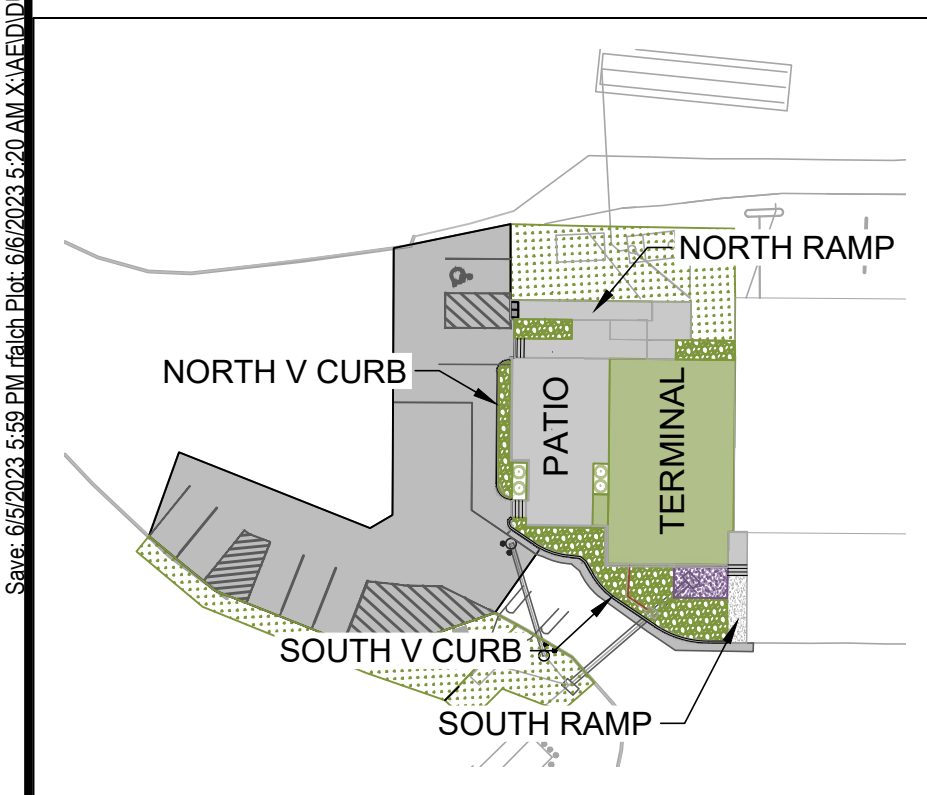 Save: 6/5/2023 5:59 PM rfalch Plot: 6/6/2023 5:20 AM X:\AE\D\D
NORTH RAMP
NORTH V CURB
PATIO
TERMINAL
SOUTH V CURB
SOUTH RAMP